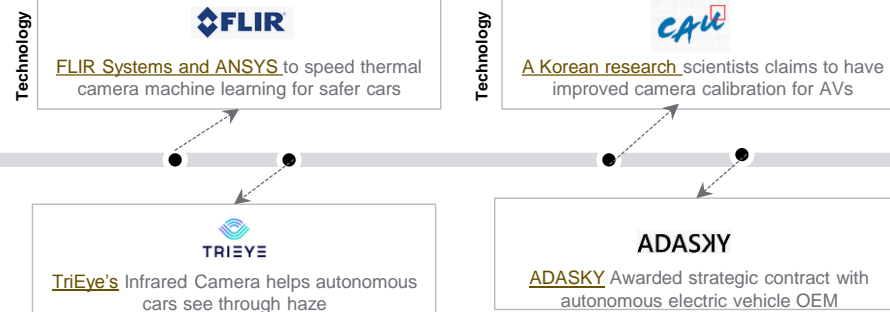 Technology
FLIR
FLIR Systems and ANSYS to speed thermal
camera machine learning for safer cars
Technology
CAU
A Korean research scientists claims to have
improved camera calibration for AVs
TRIEYE
TriEye's Infrared Camera helps autonomous
cars see through haze
ADASKY
ADASKY Awarded strategic contract with
autonomous electric vehicle OEM